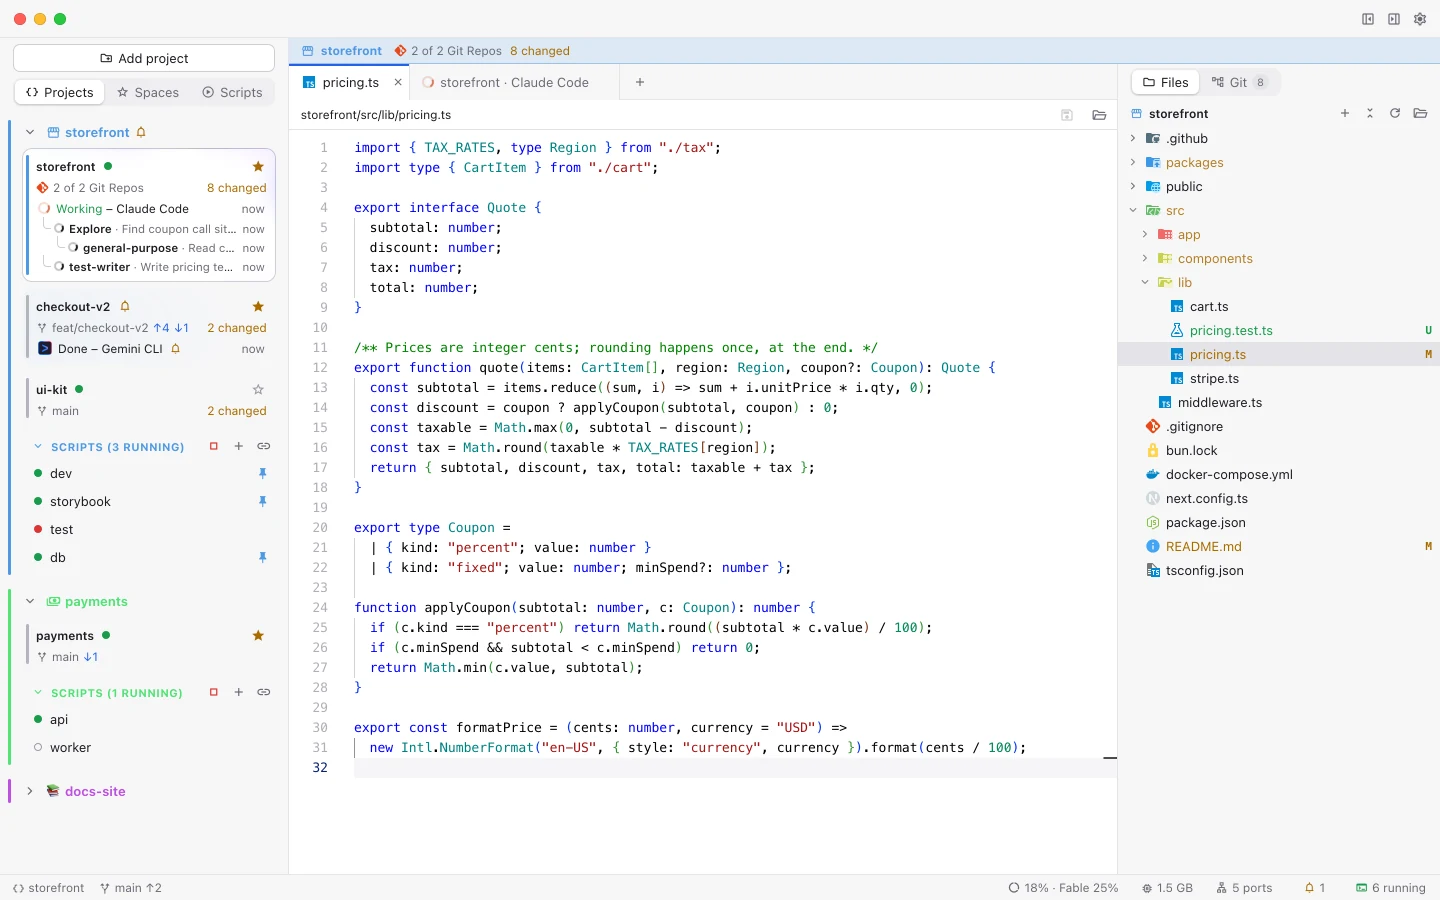 Add project
Projects
Spaces
Scripts
storefront
storefront
2 of 2 Git Repos
8 changed
Working – Claude Code
now
Explore · Find coupon call sit...
now
general-purpose · Read c...
now
test-writer · Write pricing te...
now
checkout-v2
feat/checkout-v2 ↑4 ↓1
2 changed
Done – Gemini CLI
now
ui-kit
main
2 changed
SCRIPTS (3 RUNNING)
dev
storybook
test
db
payments
payments
main ↓1
SCRIPTS (1 RUNNING)
api
worker
docs-site
storefront
2 of 2 Git Repos
8 changed
pricing.ts
storefront · Claude Code
storefront/src/lib/pricing.ts
1 import { TAX_RATES, type Region } from "./tax";
2 import type { CartItem } from "./cart";
3
4 export interface Quote {
5 subtotal: number;
6 discount: number;
7 tax: number;
8 total: number;
9 }
10
11 /** Prices are integer cents; rounding happens once, at the end. */
12 export function quote(items: CartItem[], region: Region, coupon?: Coupon): Quote {
13 const subtotal = items.reduce((sum, i) => sum + i.unitPrice * i.qty, 0);
14 const discount = coupon ? applyCoupon(subtotal, coupon) : 0;
15 const taxable = Math.max(0, subtotal - discount);
16 const tax = Math.round(taxable * TAX_RATES[region]);
17 return { subtotal, discount, tax, total: taxable + tax };
18 }
19
20 export type Coupon =
21 | { kind: "percent"; value: number }
22 | { kind: "fixed"; value: number; minSpend?: number };
23
24 function applyCoupon(subtotal: number, c: Coupon): number {
25 if (c.kind === "percent") return Math.round((subtotal * c.value) / 100);
26 if (c.minSpend && subtotal < c.minSpend) return 0;
27 return Math.min(c.value, subtotal);
28 }
29
30 export const formatPrice = (cents: number, currency = "USD") =>
31 new Intl.NumberFormat("en-US", { style: "currency", currency }).format(cents / 100);
32
Files
Git 8
storefront
.github
packages
public
src
app
components
lib
TS cart.ts
pricing.test.ts U
TS pricing.ts M
TS stripe.ts
TS middleware.ts
.gitignore
bun.lock
docker-compose.yml
next.config.ts
package.json
README.md M
tsconfig.json
storefront
main ↑2
18% · Fable 25%
1.5 GB
5 ports
1
6 running